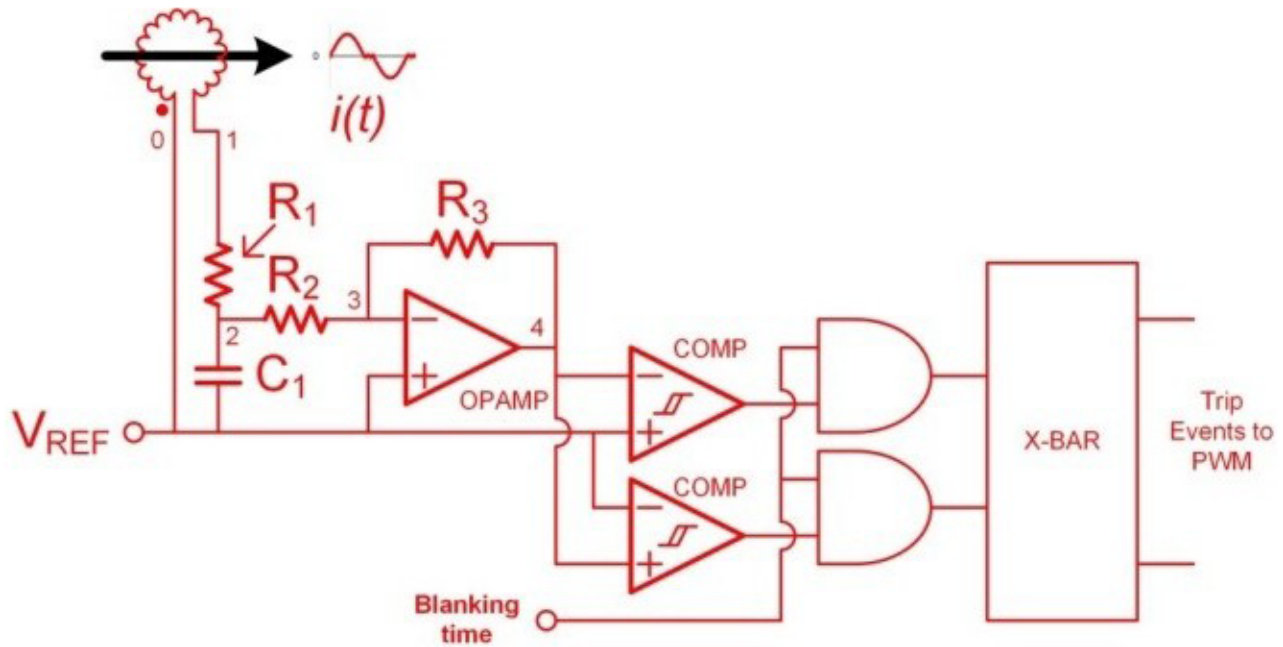 0
i(t)
0
1
R1
R3
R2
3
2
4
C1
COMP
OPAMP
VREF
COMP
X-BAR
Trip
Events to
PWM
Blanking
time